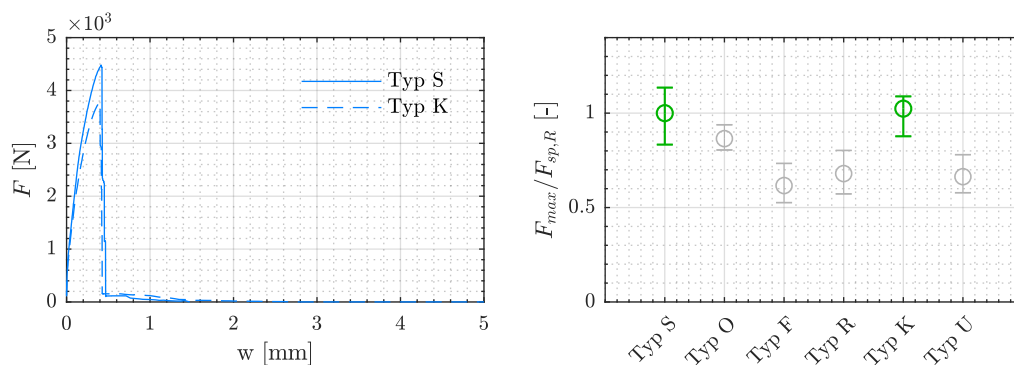 ×10³
5
4
3
2
1
0
F [N]
0 1 2 3 4 5
w [mm]
Typ S
Typ K
1
0.5
0
F_max/F_sp,R [-]
Typ S
Typ O
Typ F
Typ R
Typ K
Typ U